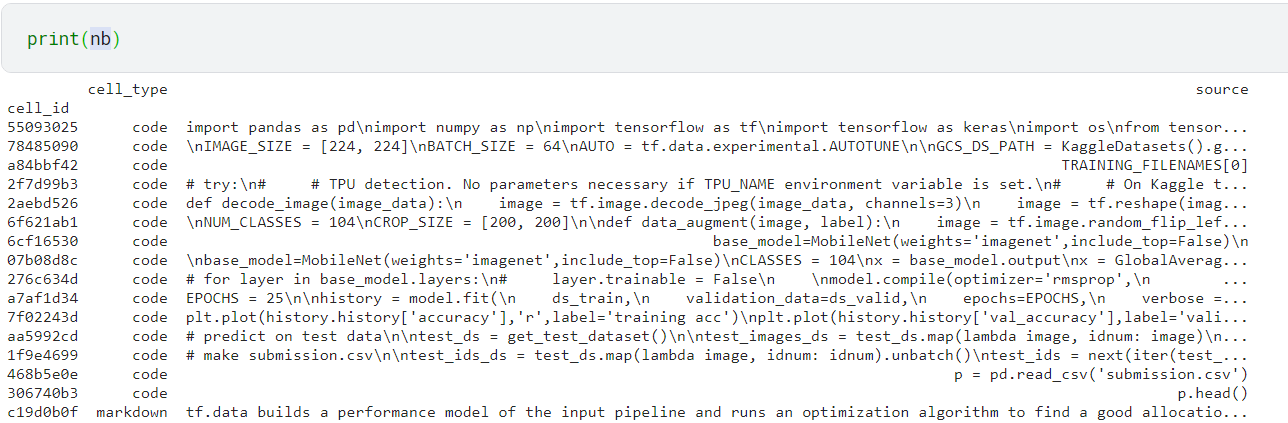 print(nb)
cell_type source
cell_id
55093025 code import pandas as pd\nimport numpy as np\nimport tensorflow as tf\nimport tensorflow as keras\nimport os\nfrom tensor...
78485090 code \nIMAGE_SIZE = [224, 224]\nBATCH_SIZE = 64\nAUTO = tf.data.experimental.AUTOTUNE\n\nGCS_DS_PATH = KaggleDatasets().g...
a84bbf42 code TRAINING_FILENAMES[0]
2f7d99b3 code # try:\n# # TPU detection. No parameters necessary if TPU_NAME environment variable is set.\n# # On Kaggle t...
2aebd526 code def decode_image(image_data):\n image = tf.image.decode_jpeg(image_data, channels=3)\n image = tf.reshape(imag...
6f621ab1 code \nNUM_CLASSES = 104\nCROP_SIZE = [200, 200]\n\ndef data_augment(image, label):\n image = tf.image.random_flip_lef...
6cf16530 code base_model=MobileNet(weights='imagenet',include_top=False)\n
07b08d8c code \nbase_model=MobileNet(weights='imagenet',include_top=False)\nCLASSES = 104\nx = base_model.output\nx = GlobalAverag...
276c634d code # for layer in base_model.layers:\n# layer.trainable = False\n \nmodel.compile(optimizer='rmsprop',\n ...
a7af1d34 code EPOCHS = 25\n\nhistory = model.fit(\n ds_train,\n validation_data=ds_valid,\n epochs=EPOCHS,\n verbose =...
7f02243d code plt.plot(history.history['accuracy'],'r',label='training acc')\nplt.plot(history.history['val_accuracy'],label='vali...
aa5992cd code # predict on test data\n\ntest_ds = get_test_dataset()\n\ntest_images_ds = test_ds.map(lambda image, idnum: image)\n...
1f9e4699 code # make submission.csv\n\ntest_ids_ds = test_ds.map(lambda image, idnum: idnum).unbatch()\ntest_ids = next(iter(test_...
468b5e0e code p = pd.read_csv('submission.csv')
306740b3 code p.head()
c19d0b0f markdown tf.data builds a performance model of the input pipeline and runs an optimization algorithm to find a good allocatio...